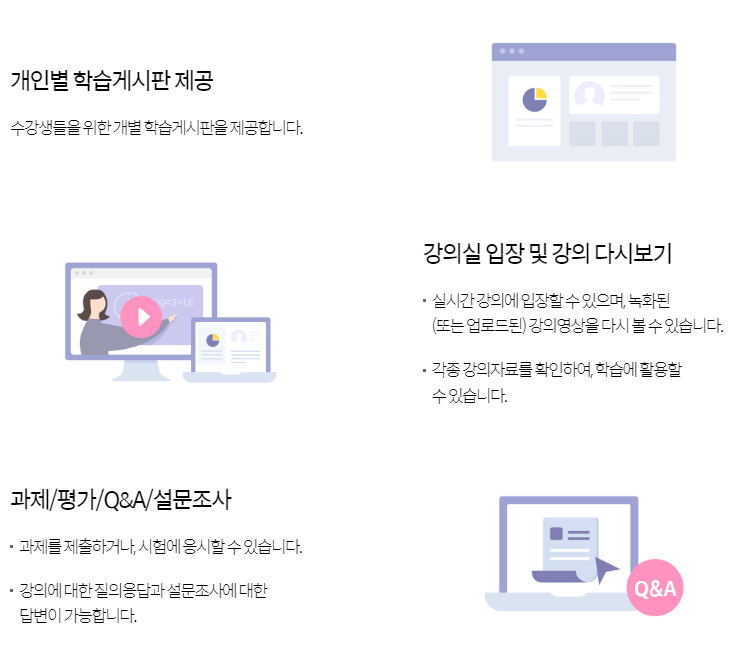 개인별 학습게시판 제공
수강생들을 위한 개별 학습게시판을 제공합니다.
강의실 입장 및 강의 다시보기
실시간 강의에 입장할 수 있으며, 녹화된
(또는 업로드된) 강의영상을 다시 볼 수 있습니다.
각종 강의자료를 확인하여, 학습에 활용할
수 있습니다.
과제/평가/Q&A/설문조사
과제를 제출하거나, 시험에 응시할 수 있습니다.
강의에 대한 질의응답과 설문조사에 대한
답변이 가능합니다.
Q&A